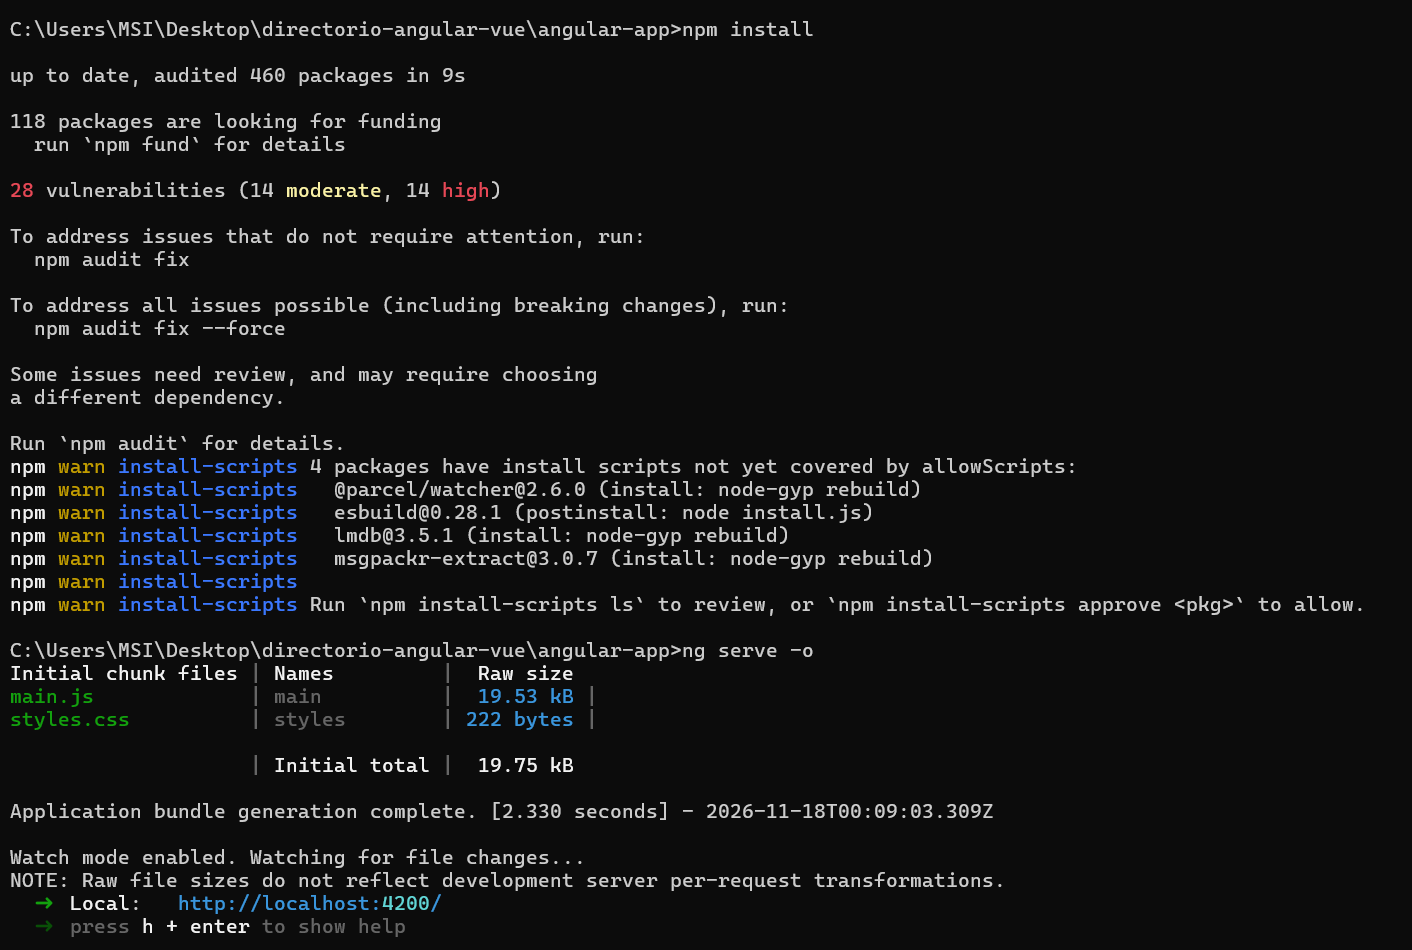 C:\Users\MSI\Desktop\directorio-angular-vue\angular-app>npm install
up to date, audited 460 packages in 9s
118 packages are looking for funding
  run `npm fund` for details
28 vulnerabilities (14 moderate, 14 high)
To address issues that do not require attention, run:
  npm audit fix
To address all issues possible (including breaking changes), run:
  npm audit fix --force
Some issues need review, and may require choosing
a different dependency.
Run `npm audit` for details.
npm warn install-scripts 4 packages have install scripts not yet covered by allowScripts:
npm warn install-scripts   @parcel/watcher@2.6.0 (install: node-gyp rebuild)
npm warn install-scripts   esbuild@0.28.1 (postinstall: node install.js)
npm warn install-scripts   lmdb@3.5.1 (install: node-gyp rebuild)
npm warn install-scripts   msgpackr-extract@3.0.7 (install: node-gyp rebuild)
npm warn install-scripts
npm warn install-scripts Run `npm install-scripts ls` to review, or `npm install-scripts approve <pkg>` to allow.
C:\Users\MSI\Desktop\directorio-angular-vue\angular-app>ng serve -o
Initial chunk files | Names         |  Raw size
main.js             | main          |  19.53 kB |
styles.css          | styles        | 222 bytes |
                    | Initial total |  19.75 kB
Application bundle generation complete. [2.330 seconds] - 2026-11-18T00:09:03.309Z
Watch mode enabled. Watching for file changes...
NOTE: Raw file sizes do not reflect development server per-request transformations.
  → Local:   http://localhost:4200/
  → press h + enter to show help